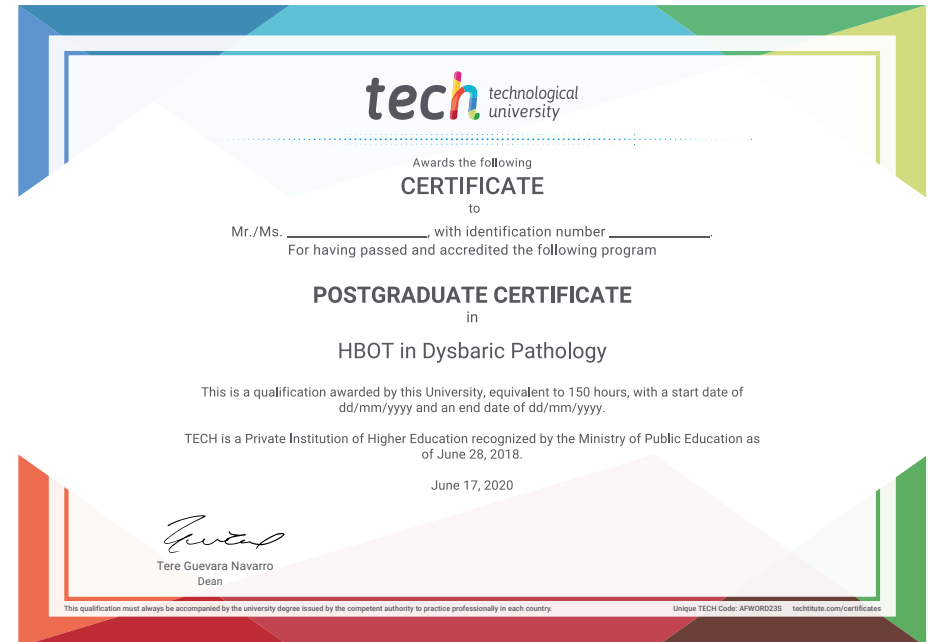 tech technological
university
Awards the following
CERTIFICATE
to
Mr./Ms. ____________________, with identification number ______________.
For having passed and accredited the following program
POSTGRADUATE CERTIFICATE
in
HBOT in Dysbaric Pathology
This is a qualification awarded by this University, equivalent to 150 hours, with a start date of
dd/mm/yyyy and an end date of dd/mm/yyyy.
TECH is a Private Institution of Higher Education recognized by the Ministry of Public Education as
of June 28, 2018.
June 17, 2020
Tere Guevara Navarro
Dean
This qualification must always be accompanied by the university degree issued by the competent authority to practice professionally in each country. Unique TECH Code: AFWORD23S techtitute.com/certificates